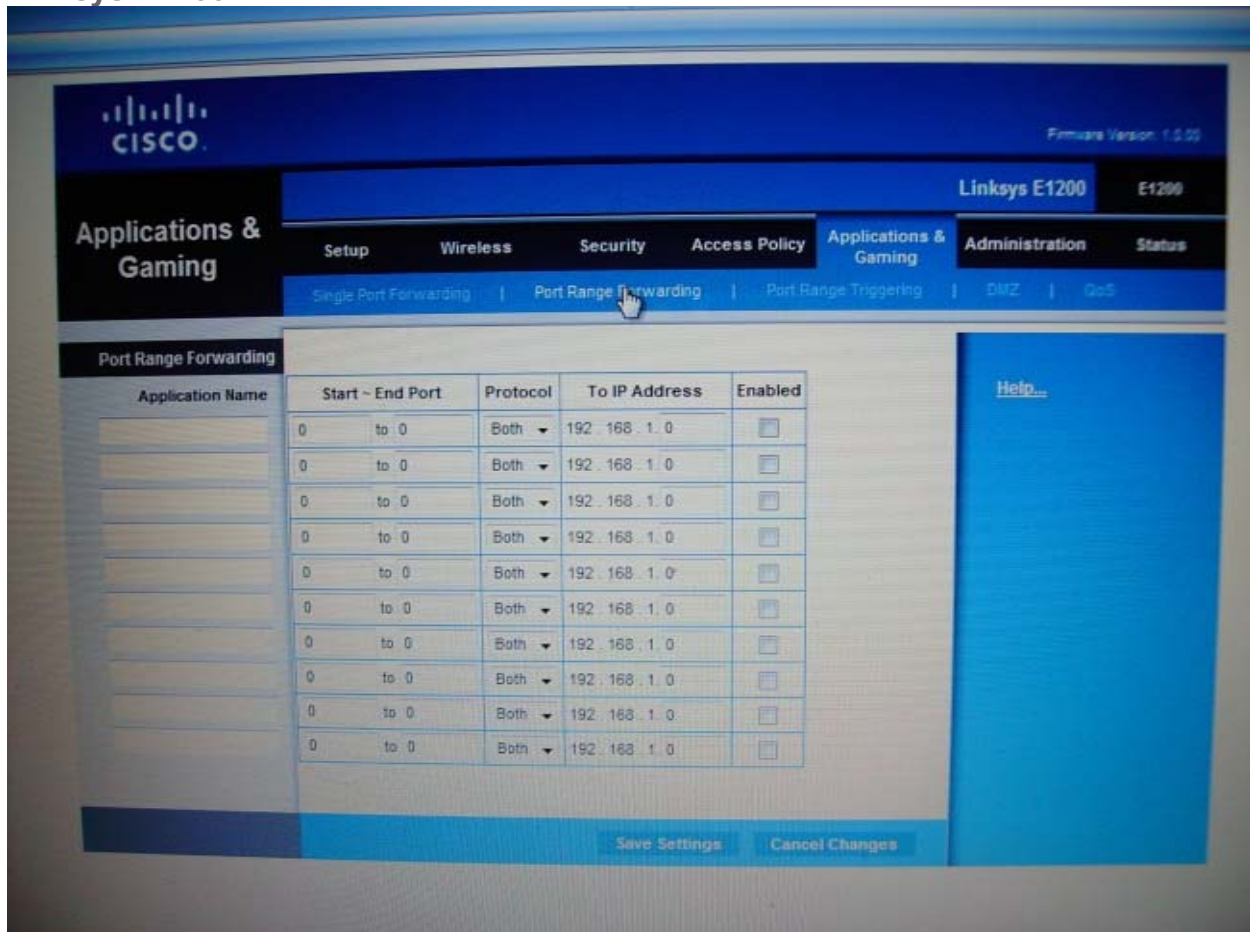 CISCO.
Firmware Version: 1.0.00
Linksys E1200 E1200
Applications & Gaming
Setup Wireless Security Access Policy Applications & Gaming Administration Status
Single Port Forwarding | Port Range Forwarding | Port Range Triggering | DMZ | QoS
Port Range Forwarding
Help...
Application Name Start ~ End Port Protocol To IP Address Enabled
0 to 0 Both 192 . 168 . 1. 0
0 to 0 Both 192 . 168 . 1. 0
0 to 0 Both 192 . 168 . 1. 0
0 to 0 Both 192 . 168 . 1. 0
0 to 0 Both 192 . 168 . 1. 0
0 to 0 Both 192 . 168 . 1. 0
0 to 0 Both 192 . 168 . 1. 0
0 to 0 Both 192 . 168 . 1. 0
0 to 0 Both 192 . 168 . 1. 0
0 to 0 Both 192 . 168 . 1. 0
Save Settings Cancel Changes